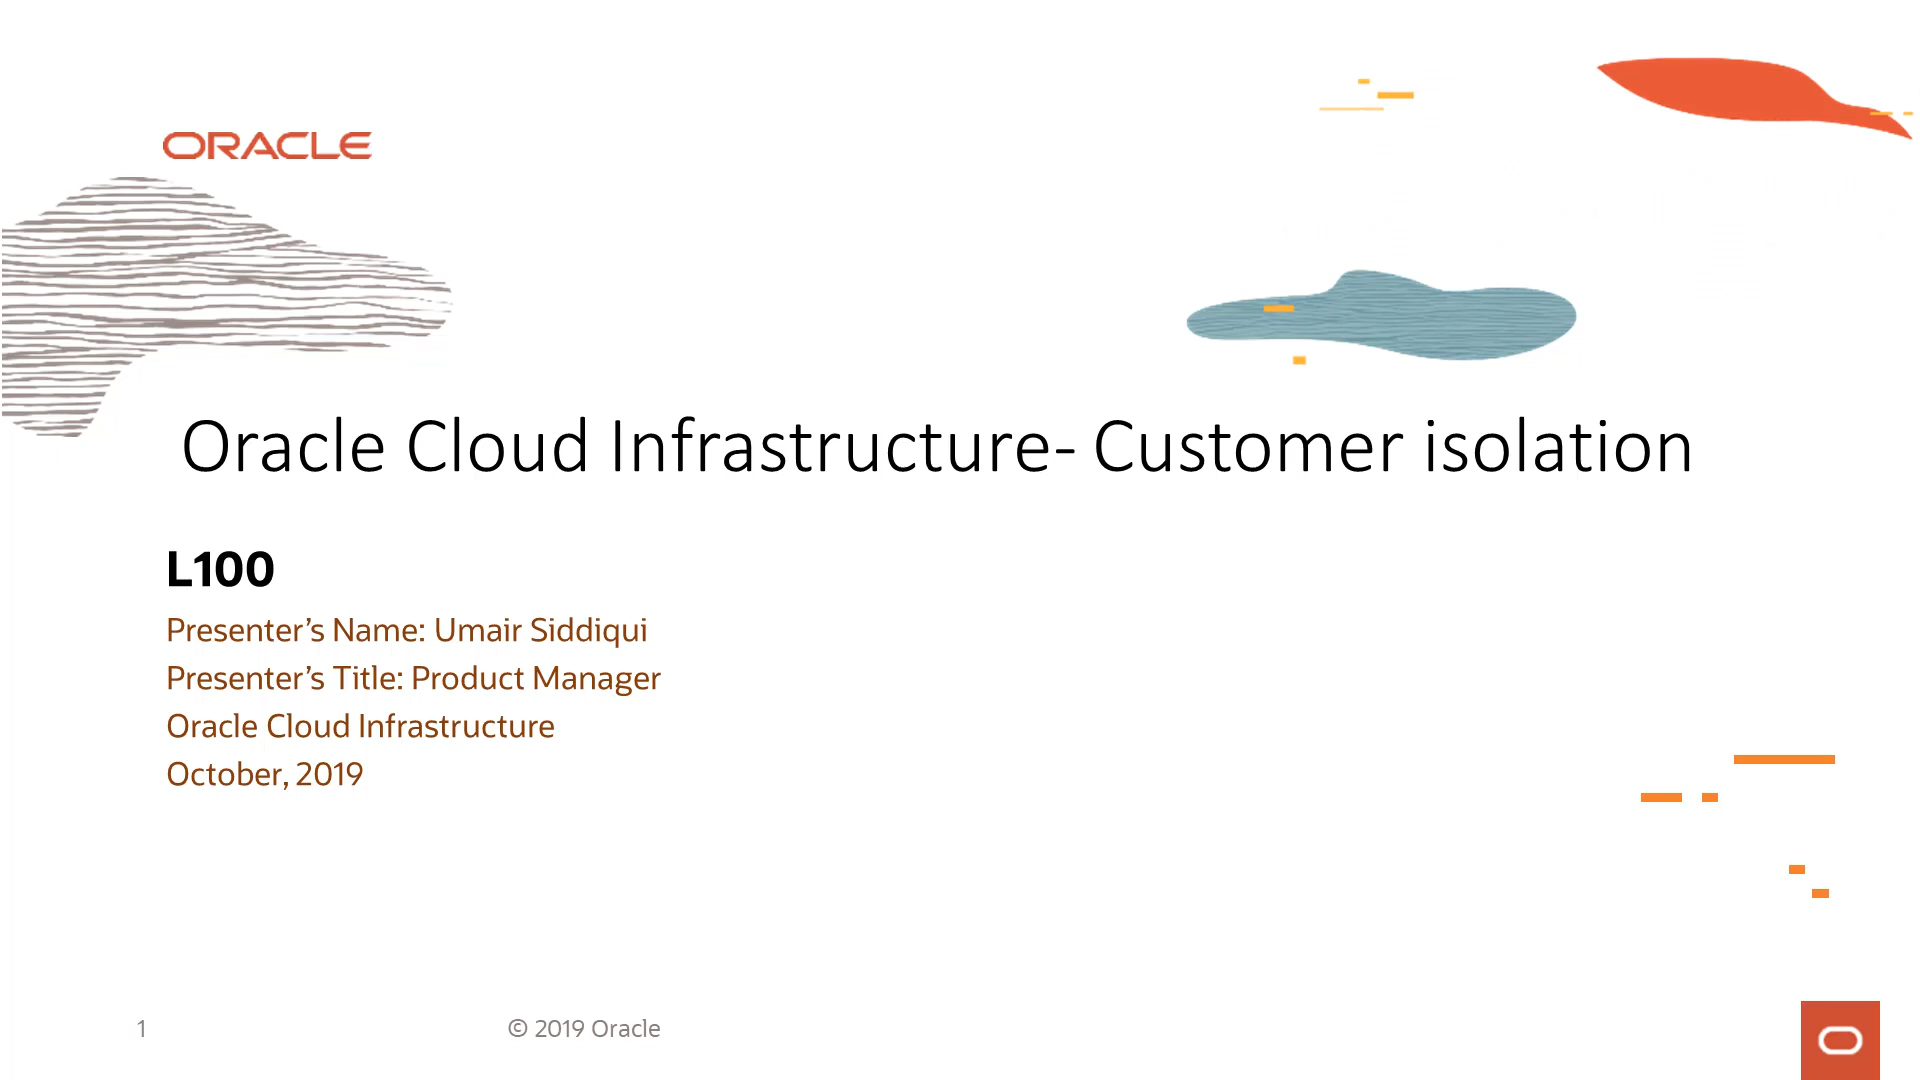 ORACLE
Oracle Cloud Infrastructure- Customer isolation
L100
Presenter’s Name: Umair Siddiqui
Presenter’s Title: Product Manager
Oracle Cloud Infrastructure
October, 2019
1
© 2019 Oracle